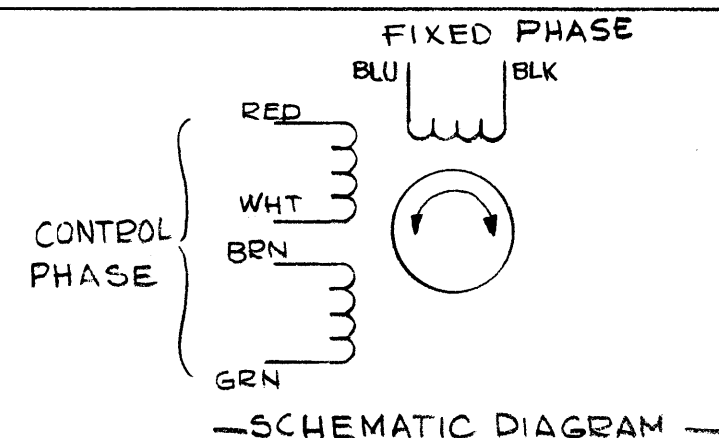 FIXED PHASE
BLU BLK
RED
WHT
CONTROL
PHASE
BRN
GRN
—SCHEMATIC DIAGRAM—